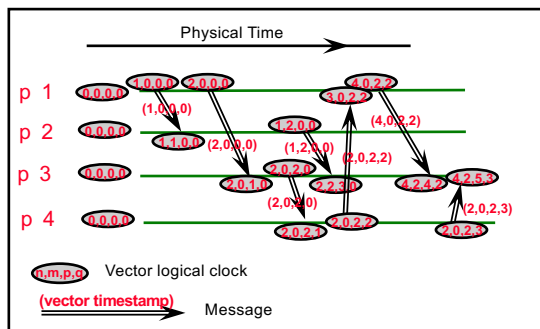 Physical Time
p 1
0,0,0,0
1,0,0,0
2,0,0,0
3,0,2,2
4,0,2,2
(1,0,0,0)
(4,0,2,2)
p 2
0,0,0,0
1,1,0,0
1,2,0,0
(2,0,0,0)
(1,2,0,0)
(2,0,2,2)
p 3
0,0,0,0
2,0,1,0
2,0,2,0
2,2,3,0
4,2,4,2
4,2,5,3
(2,0,2,0)
(2,0,2,3)
p 4
0,0,0,0
2,0,2,1
2,0,2,2
2,0,2,3
n,m,p,q
Vector logical clock
(vector timestamp)
Message